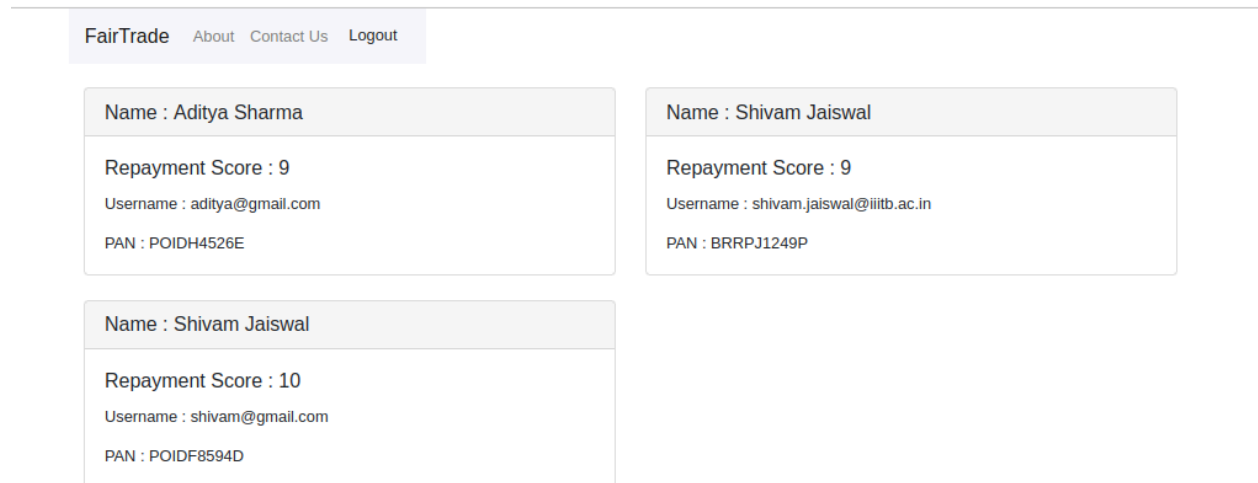 FairTrade About Contact Us Logout
Name : Aditya Sharma
Repayment Score : 9
Username : aditya@gmail.com
PAN : POIDH4526E
Name : Shivam Jaiswal
Repayment Score : 9
Username : shivam.jaiswal@iiitb.ac.in
PAN : BRRPJ1249P
Name : Shivam Jaiswal
Repayment Score : 10
Username : shivam@gmail.com
PAN : POIDF8594D